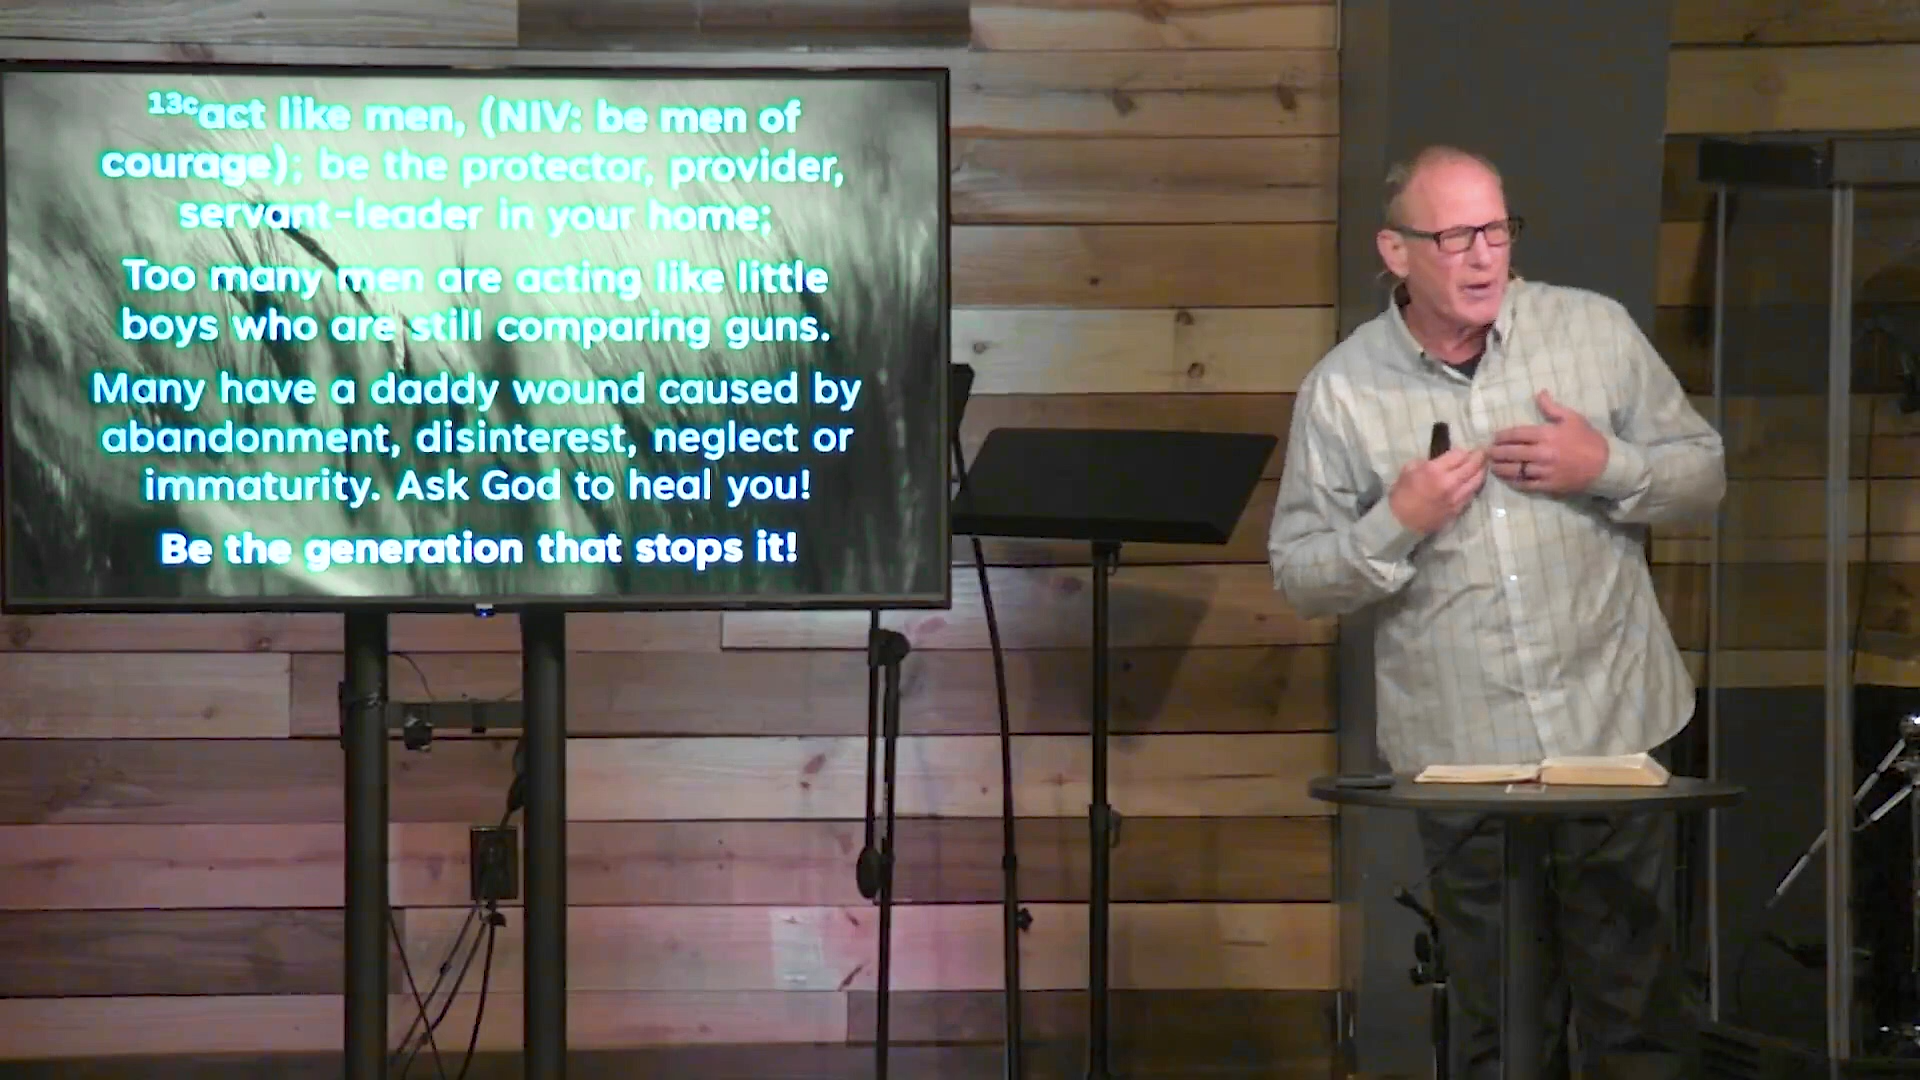 13cact like men, (NIV: be men of
courage); be the protector, provider,
servant-leader in your home;
Too many men are acting like little
boys who are still comparing guns.
Many have a daddy wound caused by
abandonment, disinterest, neglect or
immaturity. Ask God to heal you!
Be the generation that stops it!